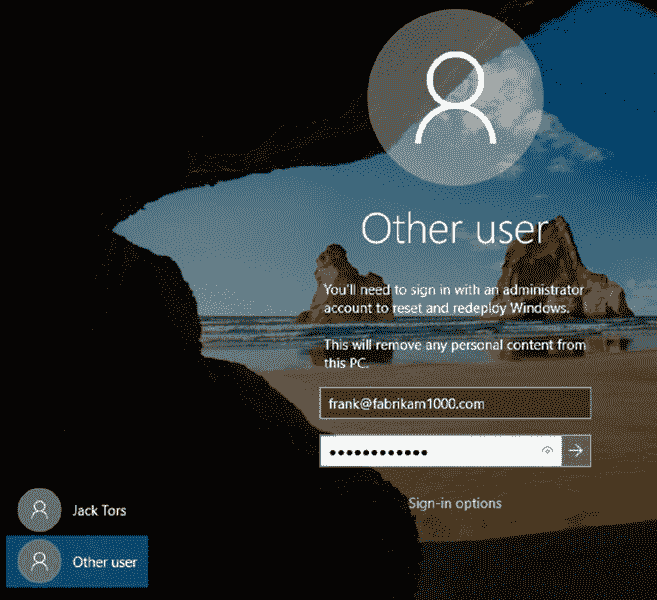 Other user
You'll need to sign in with an administrator
account to reset and redeploy Windows.
This will remove any personal content from
this PC.
frank@fabrikam1000.com
Sign-in options
Jack Tors
Other user